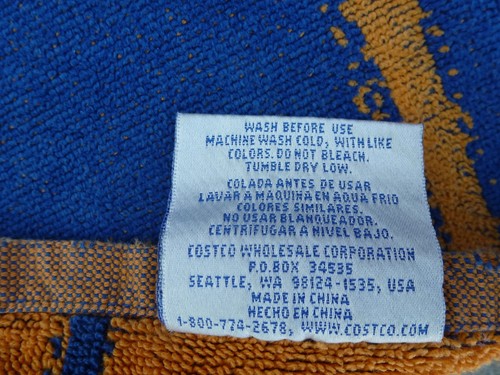 WASH BEFORE USE
MACHINE WASH COLD, WITH LIKE
COLORS. DO NOT BLEACH.
TUMBLE DRY LOW.
COLADA ANTES DE USAR
LAVAR A MAQUINA EN AQUA FRIO
COLORES SIMILARES.
NO USAR BLANQUEADOR.
CENTRIFUGAR A NIVEL BAJO.
COSTCO WHOLESALE CORPORATION
P.O.BOX 34535
SEATTLE, WA 98124-1535, USA
MADE IN CHINA
HECHO EN CHINA
1-800-774-2678, WWW.COSTCO.COM